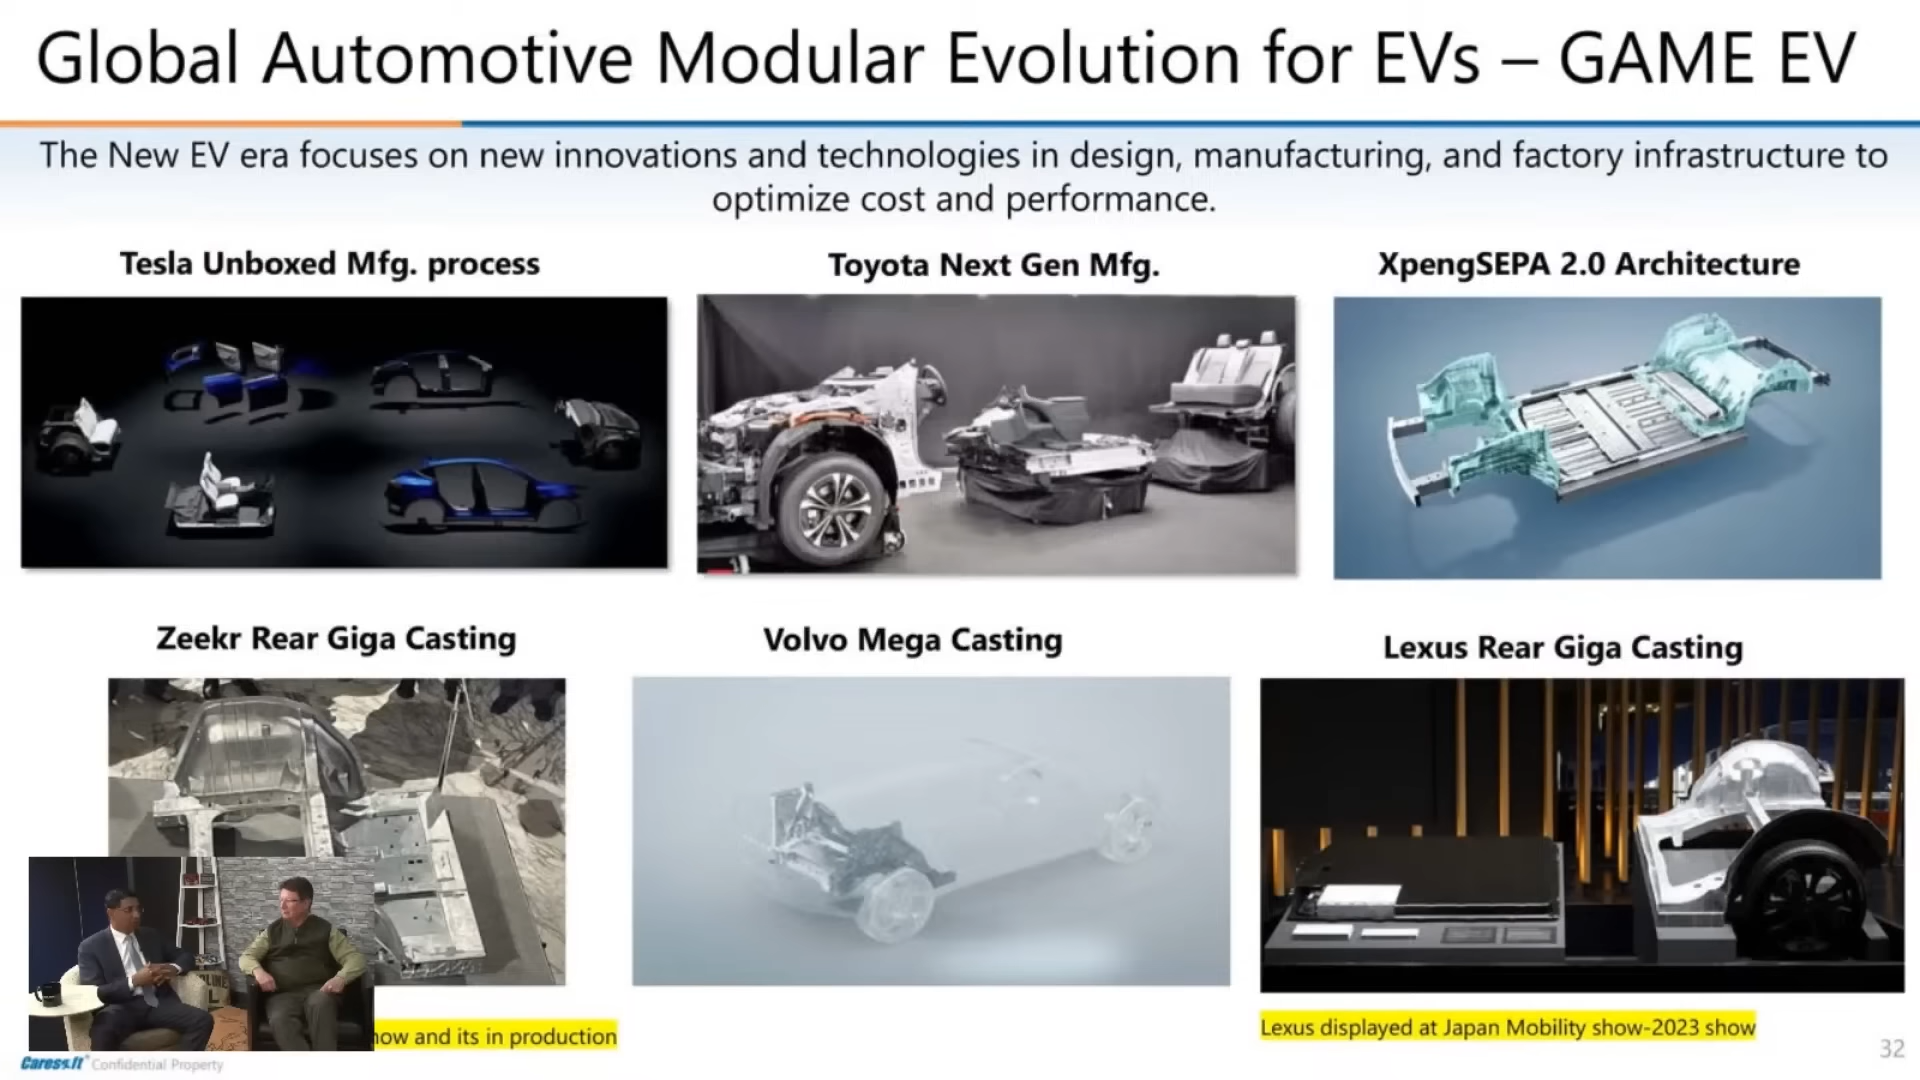 Global Automotive Modular Evolution for EVs – GAME EV
The New EV era focuses on new innovations and technologies in design, manufacturing, and factory infrastructure to
optimize cost and performance.
Tesla Unboxed Mfg. process
Toyota Next Gen Mfg.
XpengSEPA 2.0 Architecture
Zeekr Rear Giga Casting
Volvo Mega Casting
Lexus Rear Giga Casting
and its in production
Lexus displayed at Japan Mobility show-2023 show
Caresoft Confidential Property
32